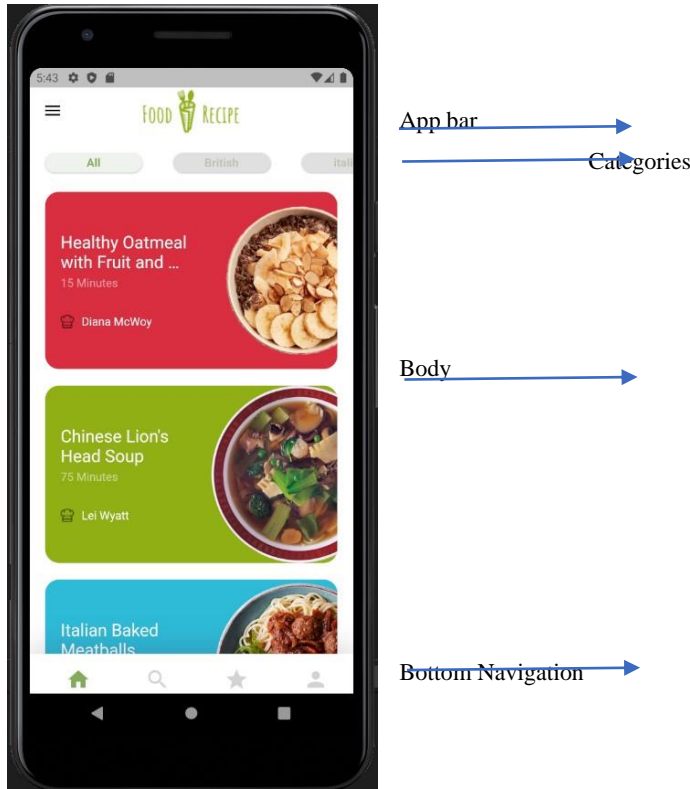 5:43
FOOD RECIPE
All
British
itali
Healthy Oatmeal
with Fruit and ...
15 Minutes
Diana McWoy
Chinese Lion's
Head Soup
75 Minutes
Lei Wyatt
Italian Baked
Meatballs
App bar
Categories
Body
Bottom Navigation